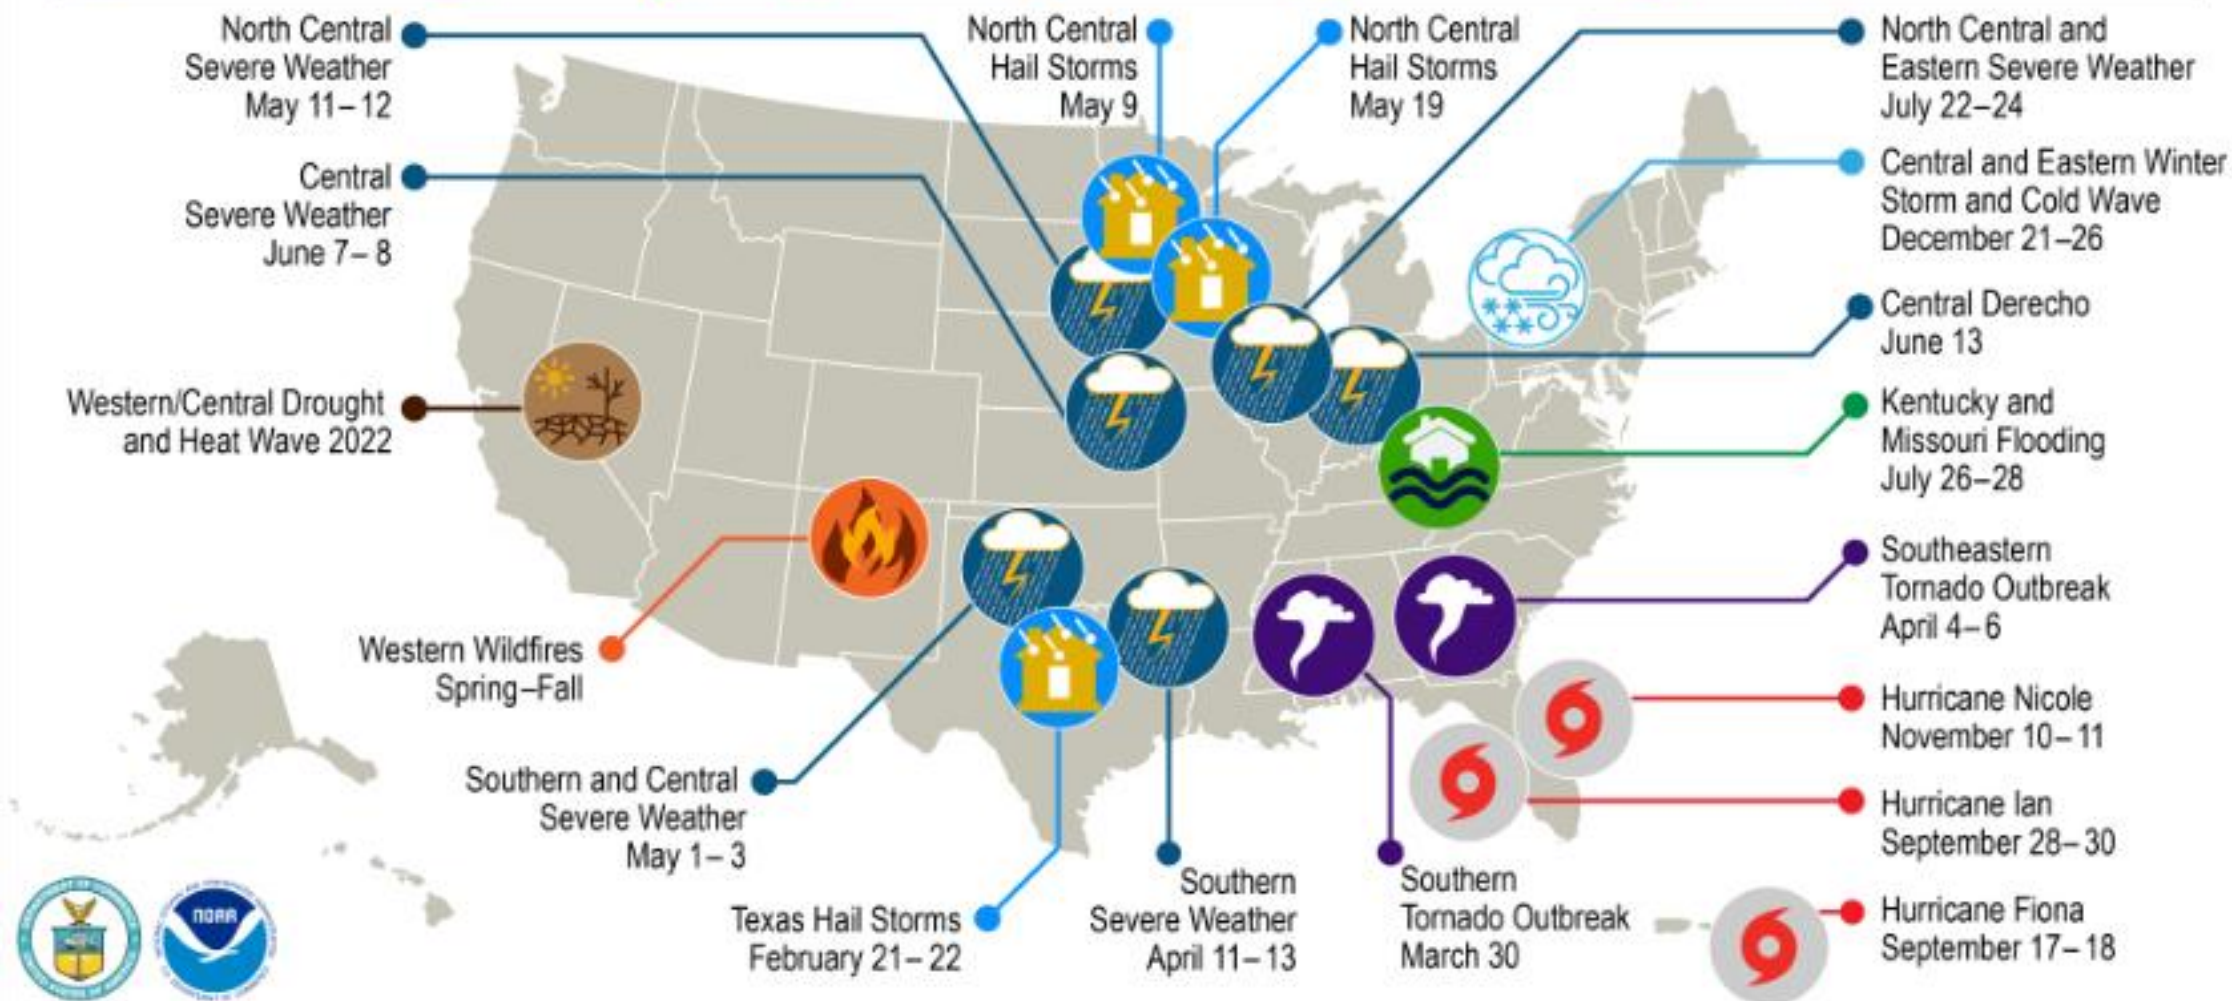 North Central
Severe Weather
May 11–12
North Central
Hail Storms
May 9
North Central
Hail Storms
May 19
North Central and
Eastern Severe Weather
July 22–24
Central
Severe Weather
June 7–8
Central and Eastern Winter
Storm and Cold Wave
December 21–26
Central Derecho
June 13
Western/Central Drought
and Heat Wave 2022
Kentucky and
Missouri Flooding
July 26–28
Southeastern
Tornado Outbreak
April 4–6
Western Wildfires
Spring–Fall
Hurricane Nicole
November 10–11
Southern and Central
Severe Weather
May 1–3
Hurricane Ian
September 28–30
Texas Hail Storms
February 21–22
Southern
Severe Weather
April 11–13
Southern
Tornado Outbreak
March 30
Hurricane Fiona
September 17–18
NOAA